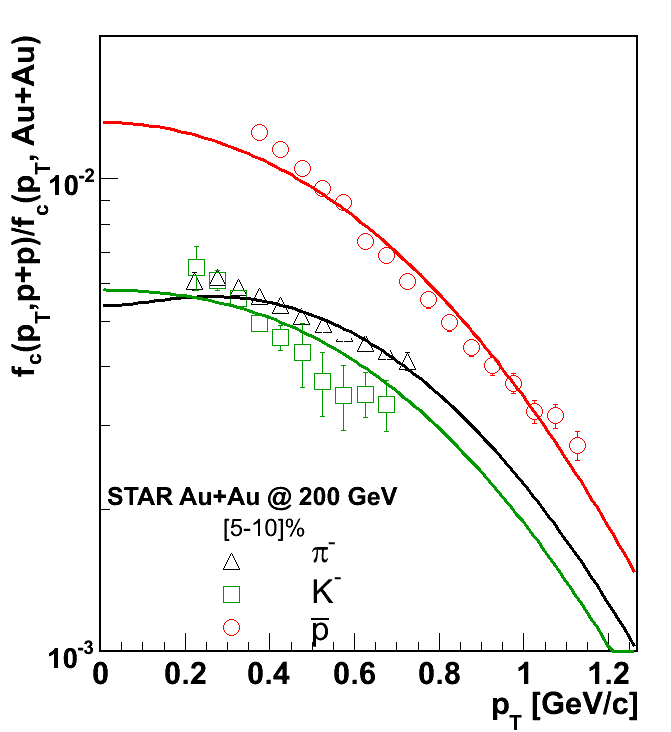 f_c(p_T,p+p)/f_c(p_T, Au+Au)
10^-2
10^-3
STAR Au+Au @ 200 GeV
[5-10]%
π^-
K^-
p̅
0 0.2 0.4 0.6 0.8 1 1.2
p_T [GeV/c]